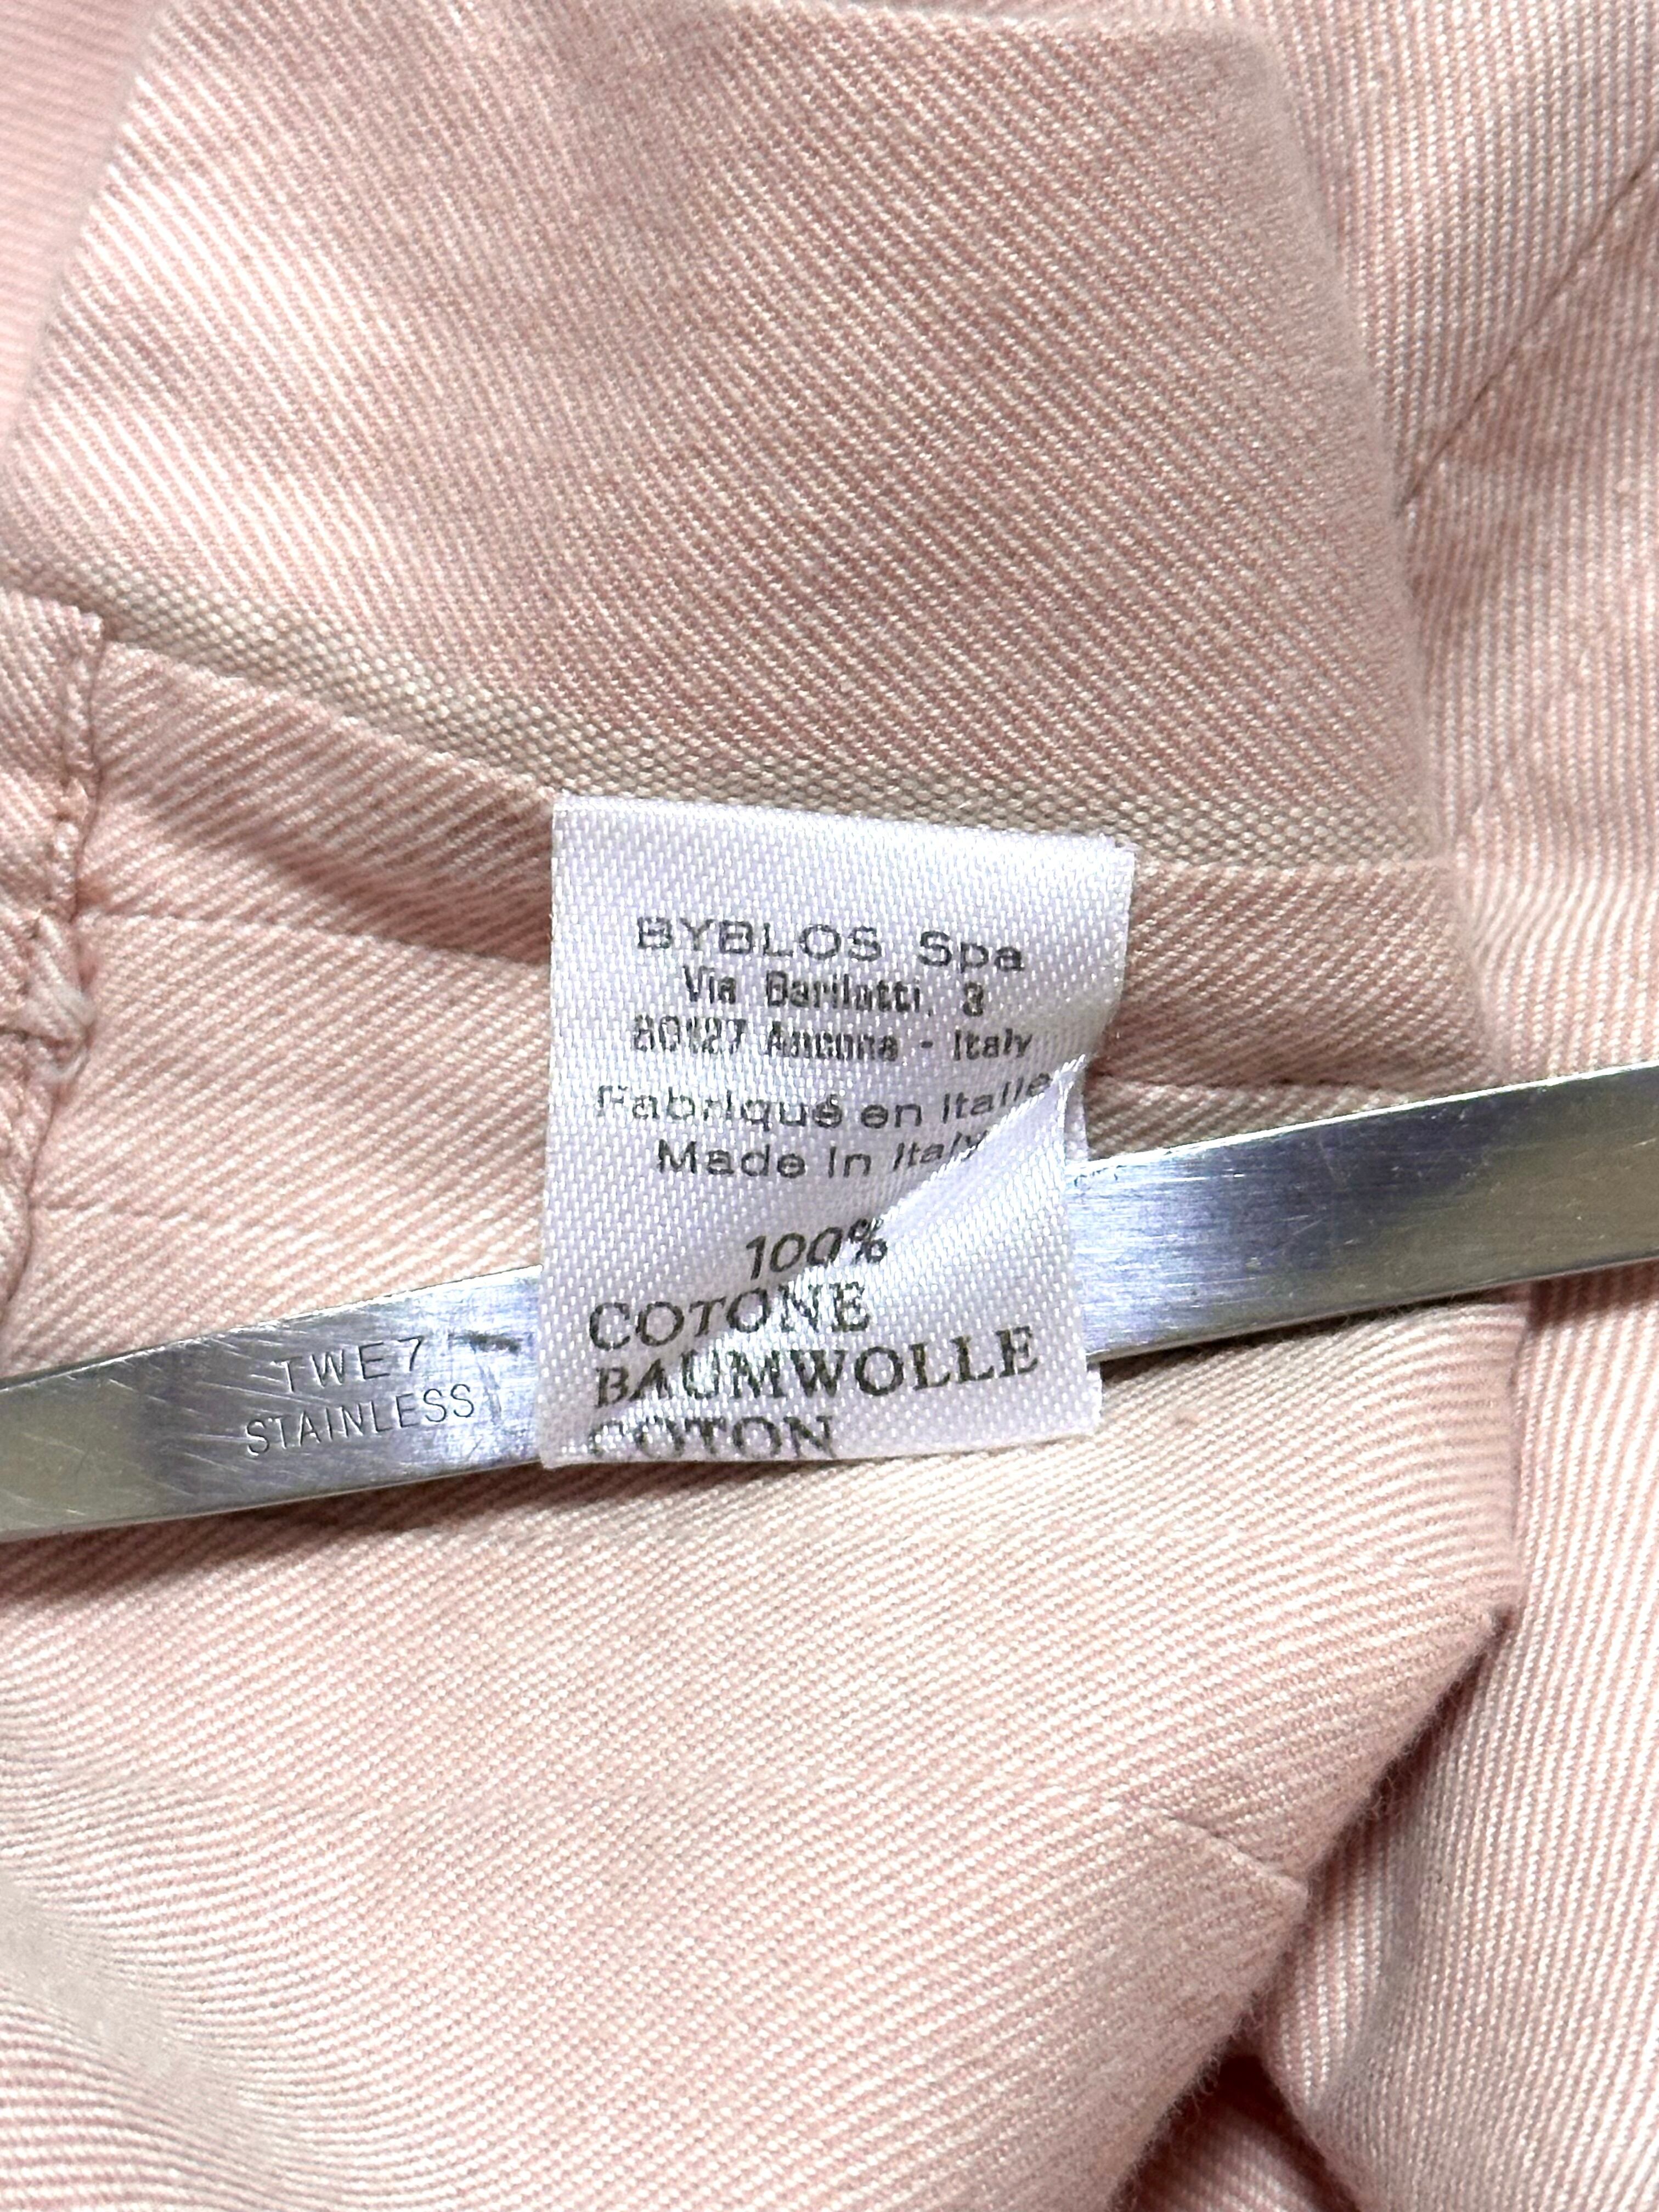 BYBLOS Spa
Via Barilatti, 3
60127 Ancona - Italy
Fabriqué en Italie
Made in Italy
100%
COTONE
BAUMWOLLE
COTON
TWE7
STAINLESS